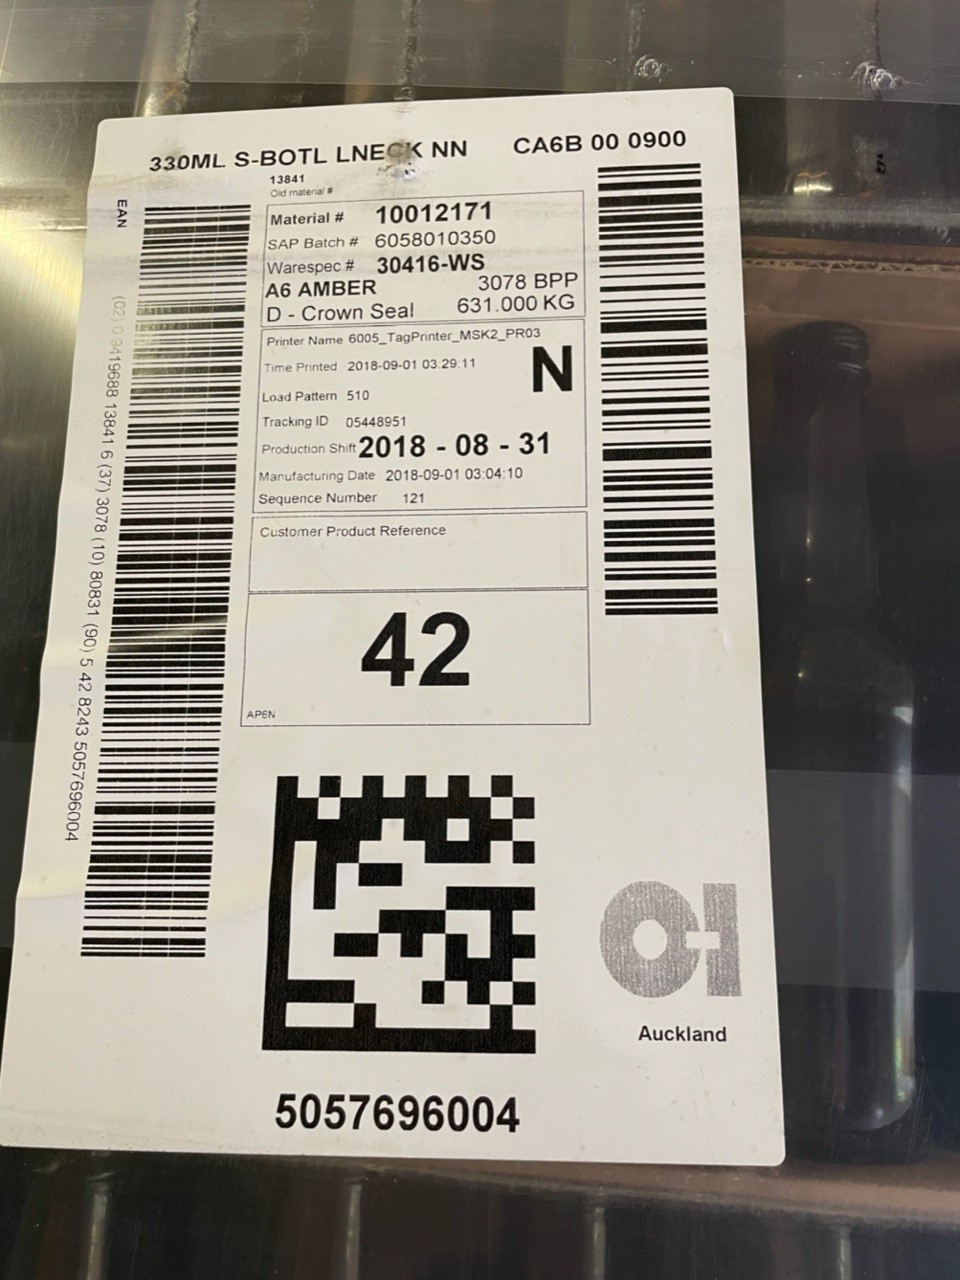 330ML S-BOTL LNECK NN CA6B 00 0900
13841
Old material #
EAN
(02) 0 9419688 13841 6 (37) 3078 (10) 80831 (90) 5 42 8243 5057696004
Material # 10012171
SAP Batch # 6058010350
Warespec # 30416-WS
A6 AMBER 3078 BPP
D - Crown Seal 631.000 KG
Printer Name 6005_TagPrinter_MSK2_PR03
Time Printed 2018-09-01 03.29:11
N
Load Pattern 510
Tracking ID 05448951
Production Shift 2018 - 08 - 31
Manufacturing Date 2018-09-01 03:04:10
Sequence Number 121
Customer Product Reference
42
AP6N
OI
Auckland
5057696004